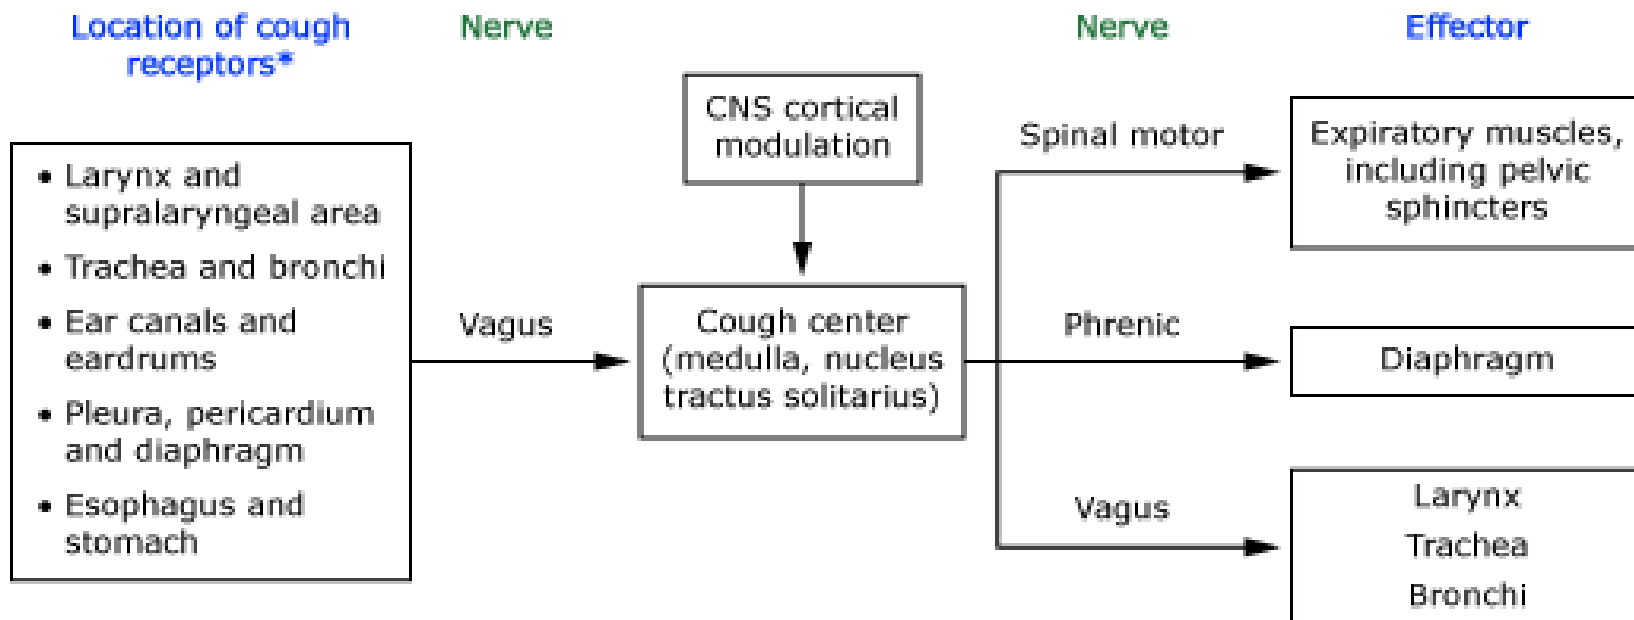 Location of cough
receptors*
Nerve
Nerve
Effector
• Larynx and
supralaryngeal area
• Trachea and bronchi
• Ear canals and
eardrums
• Pleura, pericardium
and diaphragm
• Esophagus and
stomach
Vagus
CNS cortical
modulation
Cough center
(medulla, nucleus
tractus solitarius)
Spinal motor
Expiratory muscles,
including pelvic
sphincters
Phrenic
Diaphragm
Vagus
Larynx
Trachea
Bronchi